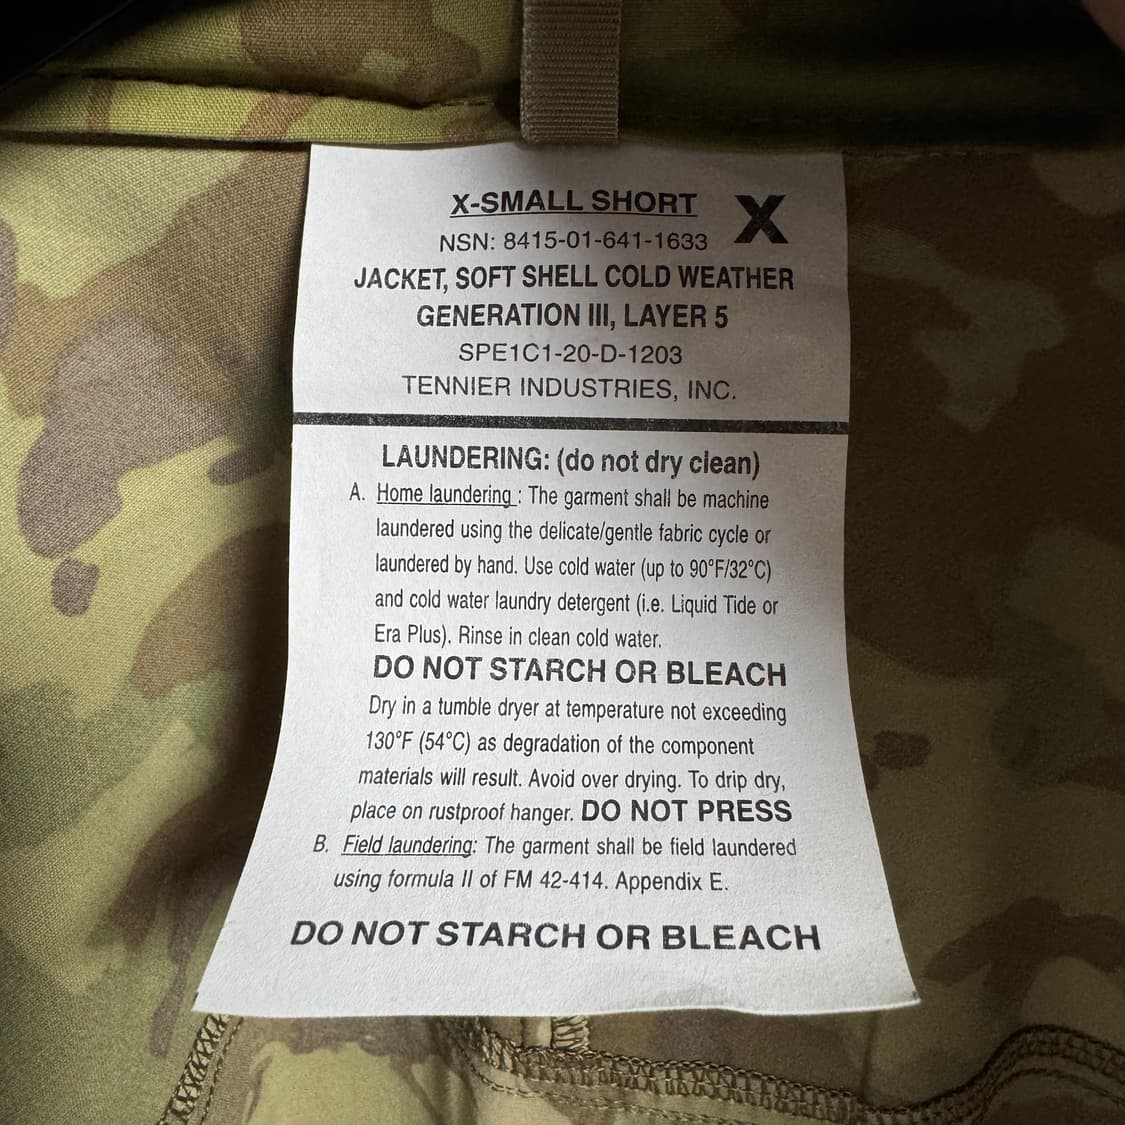 X-SMALL SHORT X
NSN: 8415-01-641-1633
JACKET, SOFT SHELL COLD WEATHER
GENERATION III, LAYER 5
SPE1C1-20-D-1203
TENNIER INDUSTRIES, INC.
LAUNDERING: (do not dry clean)
A. Home laundering : The garment shall be machine
laundered using the delicate/gentle fabric cycle or
laundered by hand. Use cold water (up to 90°F/32°C)
and cold water laundry detergent (i.e. Liquid Tide or
Era Plus). Rinse in clean cold water.
DO NOT STARCH OR BLEACH
Dry in a tumble dryer at temperature not exceeding
130°F (54°C) as degradation of the component
materials will result. Avoid over drying. To drip dry,
place on rustproof hanger. DO NOT PRESS
B. Field laundering: The garment shall be field laundered
using formula II of FM 42-414. Appendix E.
DO NOT STARCH OR BLEACH